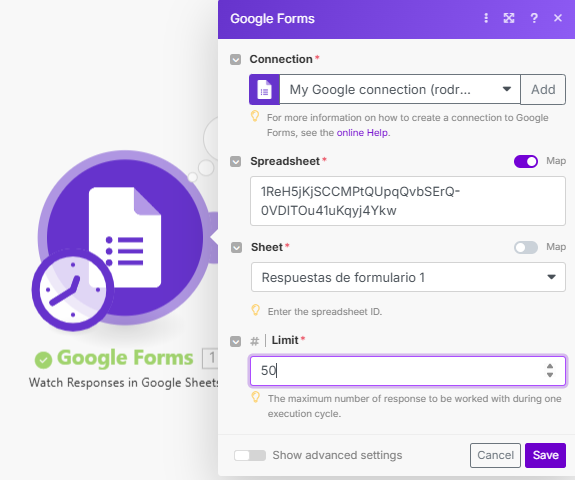 Google Forms
?
Connection*
My Google connection (rodr...
Add
For more information on how to create a connection to Google
Forms, see the online Help.
Spreadsheet*
Map
1ReH5jKjSCCMPtQUpqQvbSErQ-
0VDITOu41uKqyj4Ykw
Sheet*
Map
Respuestas de formulario 1
Enter the spreadsheet ID.
# | Limit*
50
The maximum number of response to be worked with during one
execution cycle.
Show advanced settings
Cancel
Save
Google Forms 1
Watch Responses in Google Sheets